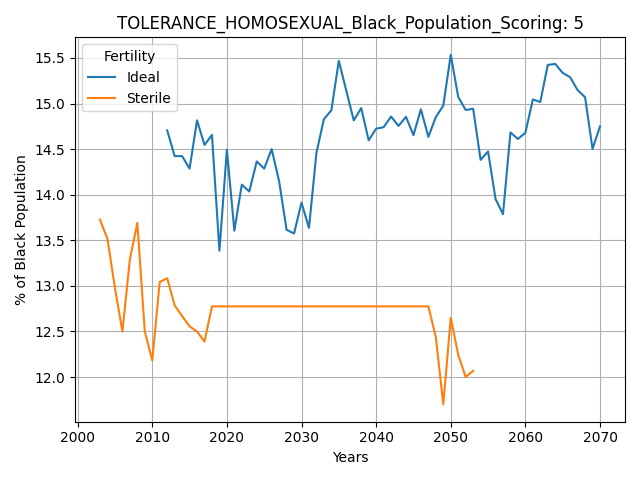 TOLERANCE_HOMOSEXUAL_Black_Population_Scoring: 5
Fertility
Ideal
Sterile
% of Black Population
15.5
15.0
14.5
14.0
13.5
13.0
12.5
12.0
2000 2010 2020 2030 2040 2050 2060 2070
Years